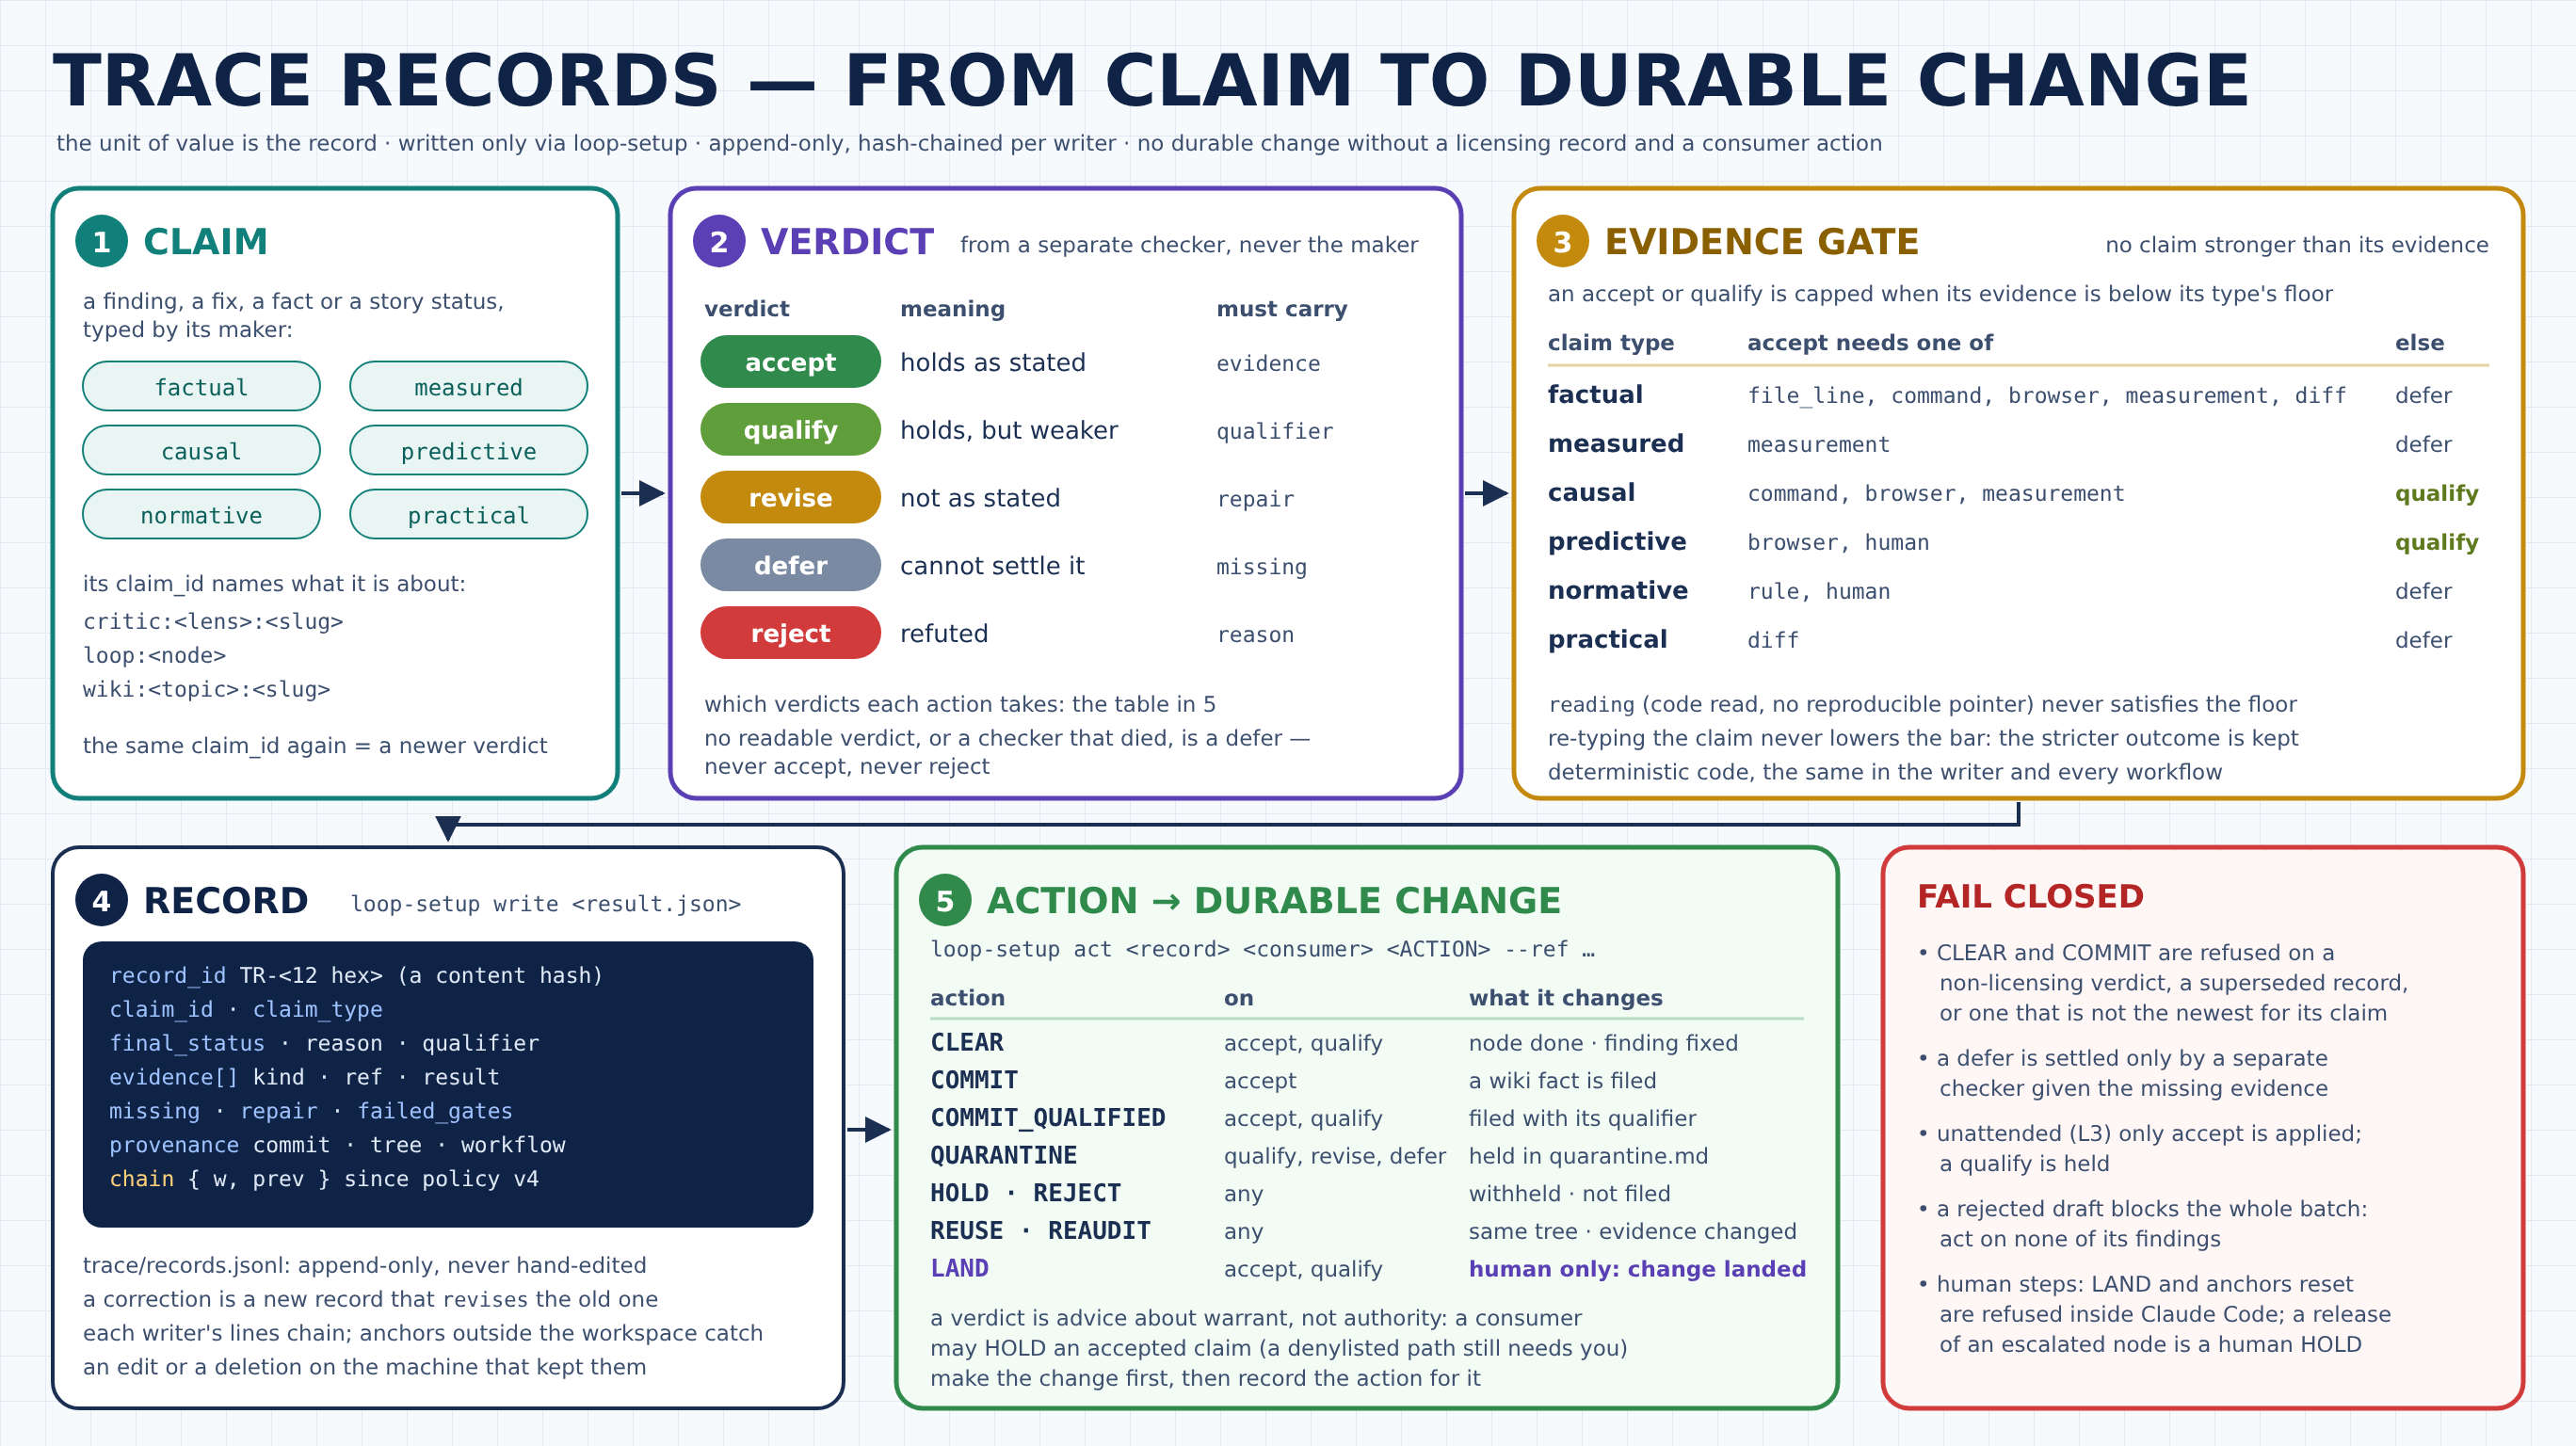 TRACE RECORDS — FROM CLAIM TO DURABLE CHANGE
the unit of value is the record · written only via loop-setup · append-only, hash-chained per writer · no durable change without a licensing record and a consumer action
1 CLAIM
a finding, a fix, a fact or a story status,
typed by its maker:
factual measured
causal predictive
normative practical
its claim_id names what it is about:
critic:<lens>:<slug>
loop:<node>
wiki:<topic>:<slug>
the same claim_id again = a newer verdict
2 VERDICT from a separate checker, never the maker
verdict meaning must carry
accept holds as stated evidence
qualify holds, but weaker qualifier
revise not as stated repair
defer cannot settle it missing
reject refuted reason
which verdicts each action takes: the table in 5
no readable verdict, or a checker that died, is a defer —
never accept, never reject
3 EVIDENCE GATE no claim stronger than its evidence
an accept or qualify is capped when its evidence is below its type's floor
claim type accept needs one of else
factual file_line, command, browser, measurement, diff defer
measured measurement defer
causal command, browser, measurement qualify
predictive browser, human qualify
normative rule, human defer
practical diff defer
reading (code read, no reproducible pointer) never satisfies the floor
re-typing the claim never lowers the bar: the stricter outcome is kept
deterministic code, the same in the writer and every workflow
4 RECORD loop-setup write <result.json>
record_id TR-<12 hex> (a content hash)
claim_id · claim_type
final_status · reason · qualifier
evidence[] kind · ref · result
missing · repair · failed_gates
provenance commit · tree · workflow
chain { w, prev } since policy v4
trace/records.jsonl: append-only, never hand-edited
a correction is a new record that revises the old one
each writer's lines chain; anchors outside the workspace catch
an edit or a deletion on the machine that kept them
5 ACTION → DURABLE CHANGE
loop-setup act <record> <consumer> <ACTION> --ref …
action on what it changes
CLEAR accept, qualify node done · finding fixed
COMMIT accept a wiki fact is filed
COMMIT_QUALIFIED accept, qualify filed with its qualifier
QUARANTINE qualify, revise, defer held in quarantine.md
HOLD · REJECT any withheld · not filed
REUSE · REAUDIT any same tree · evidence changed
LAND accept, qualify human only: change landed
a verdict is advice about warrant, not authority: a consumer
may HOLD an accepted claim (a denylisted path still needs you)
make the change first, then record the action for it
FAIL CLOSED
• CLEAR and COMMIT are refused on a
non-licensing verdict, a superseded record,
or one that is not the newest for its claim
• a defer is settled only by a separate
checker given the missing evidence
• unattended (L3) only accept is applied;
a qualify is held
• a rejected draft blocks the whole batch:
act on none of its findings
• human steps: LAND and anchors reset
are refused inside Claude Code; a release
of an escalated node is a human HOLD